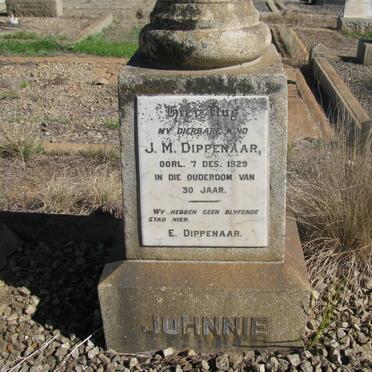 Hier Rus
MY DIERBARE KIND
J. M. DIPPENAAR,
OORL. 7 DES. 1929
IN DIE OUDERDOM VAN
30 JAAR.
WY HEBBEN GEEN BLYFENDE
STAD HIER.
E. DIPPENAAR.
JOHNNIE